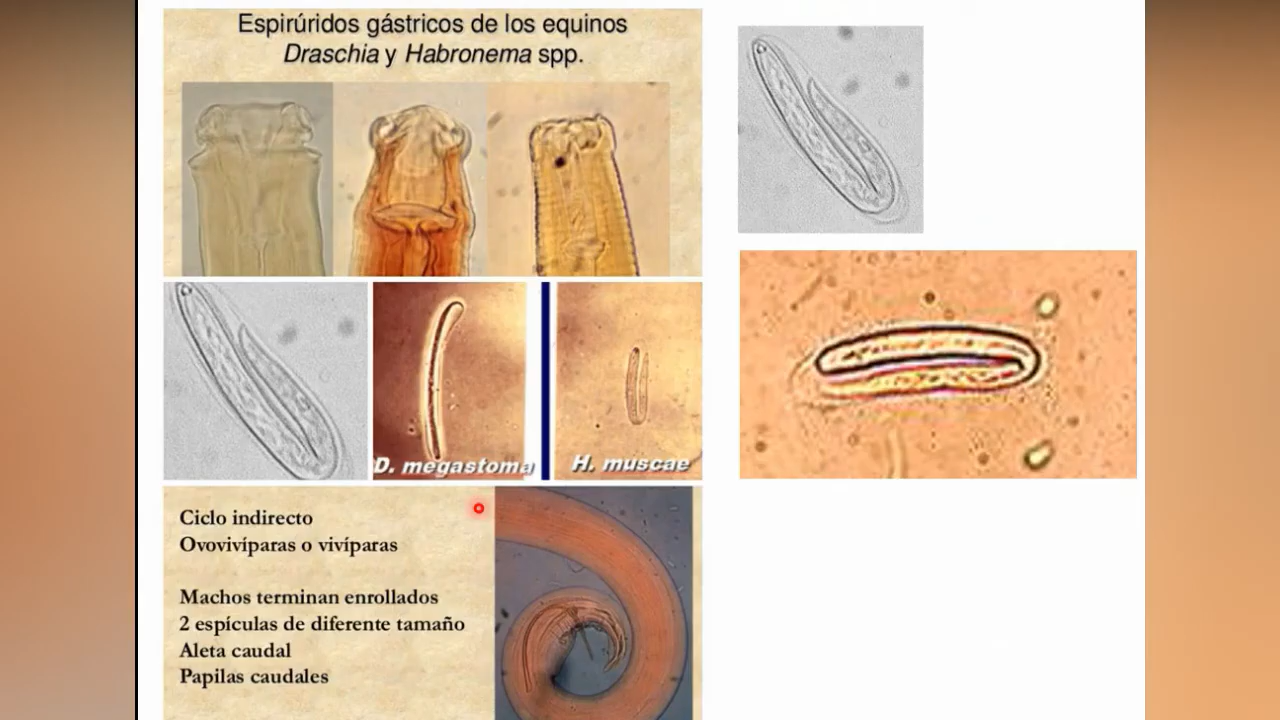 Espirúridos gástricos de los equinos
Draschia y Habronema spp.
D. megastoma
H. muscae
Ciclo indirecto
Ovovivíparas o vivíparas
Machos terminan enrollados
2 espículas de diferente tamaño
Aleta caudal
Papilas caudales